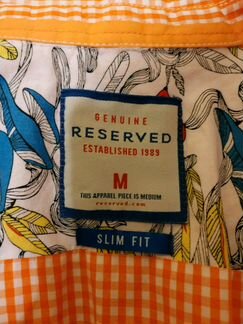 GENUINE
RESERVED
ESTABLISHED 1989
M
THIS APPAREL PIECE IS MEDIUM
reserved.com
SLIM FIT